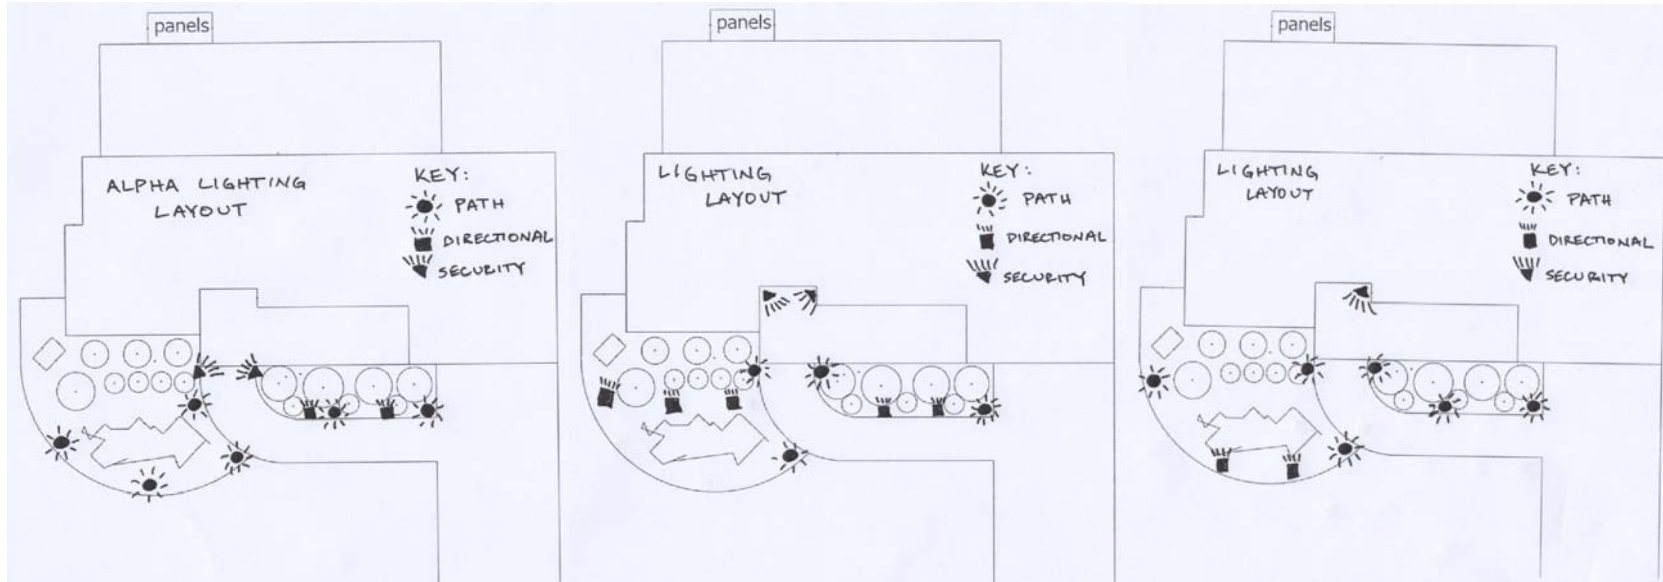 panels
ALPHA LIGHTING
LAYOUT
KEY:
PATH
DIRECTIONAL
SECURITY
panels
LIGHTING
LAYOUT
KEY:
PATH
DIRECTIONAL
SECURITY
panels
LIGHTING
LAYOUT
KEY:
PATH
DIRECTIONAL
SECURITY